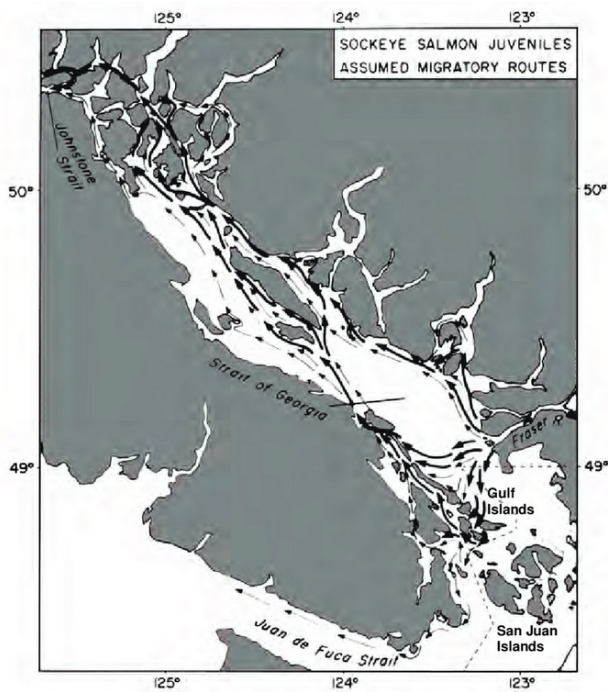 125°
124°
123°
SOCKEYE SALMON JUVENILES
ASSUMED MIGRATORY ROUTES
Johnstone
Strait
50°
50°
Strait of Georgia
Fraser R
49°
49°
Gulf
Islands
San Juan
Islands
Juan de Fuca Strait
125°
124°
123°